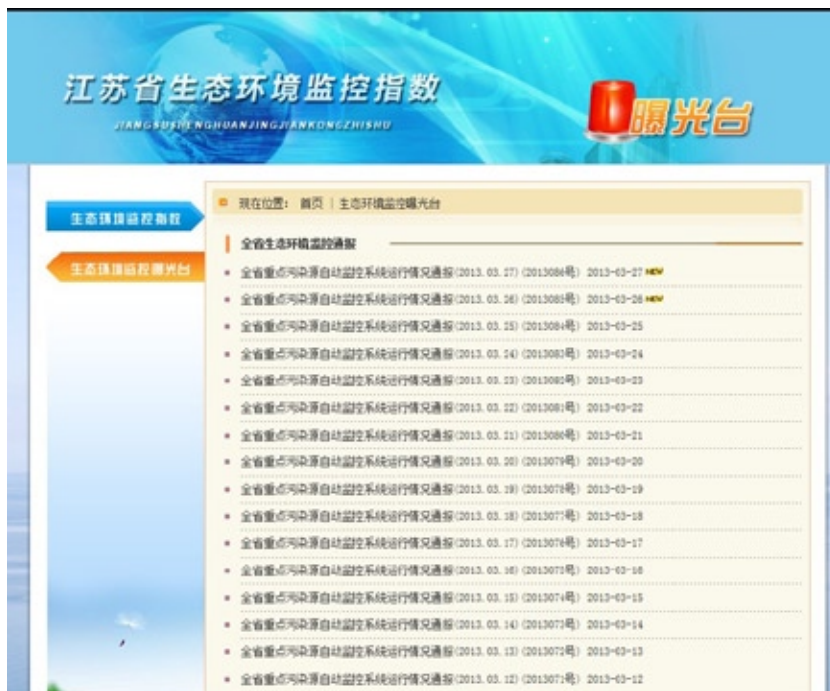 江苏省生态环境监控指数
JIANGSUSHENGHUANJINGJIANKONGZHISHU
曝光台
生态环境监控指数
生态环境监控曝光台
现在位置： 首页 | 生态环境监控曝光台
全省生态环境监控通报
全省重点污染源自动监控系统运行情况通报(2013.03.27)(2013086号) 2013-03-27 NEW
全省重点污染源自动监控系统运行情况通报(2013.03.26)(2013085号) 2013-03-26 NEW
全省重点污染源自动监控系统运行情况通报(2013.03.25)(2013084号) 2013-03-25
全省重点污染源自动监控系统运行情况通报(2013.03.24)(2013083号) 2013-03-24
全省重点污染源自动监控系统运行情况通报(2013.03.23)(2013082号) 2013-03-23
全省重点污染源自动监控系统运行情况通报(2013.03.22)(2013081号) 2013-03-22
全省重点污染源自动监控系统运行情况通报(2013.03.21)(2013080号) 2013-03-21
全省重点污染源自动监控系统运行情况通报(2013.03.20)(2013079号) 2013-03-20
全省重点污染源自动监控系统运行情况通报(2013.03.19)(2013078号) 2013-03-19
全省重点污染源自动监控系统运行情况通报(2013.03.18)(2013077号) 2013-03-18
全省重点污染源自动监控系统运行情况通报(2013.03.17)(2013076号) 2013-03-17
全省重点污染源自动监控系统运行情况通报(2013.03.16)(2013075号) 2013-03-16
全省重点污染源自动监控系统运行情况通报(2013.03.15)(2013074号) 2013-03-15
全省重点污染源自动监控系统运行情况通报(2013.03.14)(2013073号) 2013-03-14
全省重点污染源自动监控系统运行情况通报(2013.03.13)(2013072号) 2013-03-13
全省重点污染源自动监控系统运行情况通报(2013.03.12)(2013071号) 2013-03-12